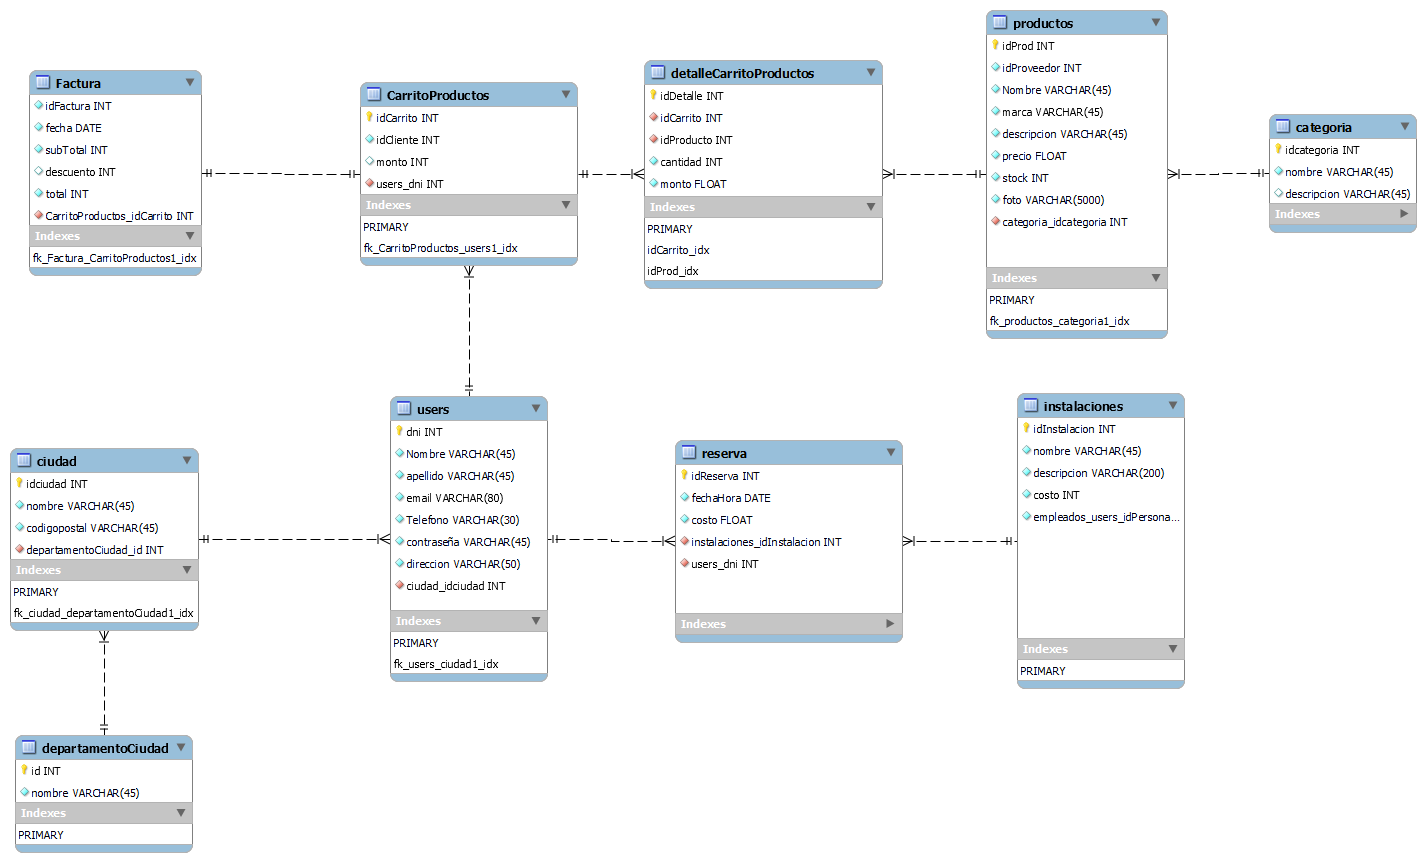 Factura
idFactura INT
fecha DATE
subTotal INT
descuento INT
total INT
CarritoProductos_idCarrito INT
Indexes
fk_Factura_CarritoProductos1_idx
CarritoProductos
idCarrito INT
idCliente INT
monto INT
users_dni INT
Indexes
PRIMARY
fk_CarritoProductos_users1_idx
detalleCarritoProductos
idDetalle INT
idCarrito INT
idProducto INT
cantidad INT
monto FLOAT
Indexes
PRIMARY
idCarrito_idx
idProd_idx
productos
idProd INT
idProveedor INT
Nombre VARCHAR(45)
marca VARCHAR(45)
descripcion VARCHAR(45)
precio FLOAT
stock INT
foto VARCHAR(5000)
categoria_idcategoria INT
Indexes
PRIMARY
fk_productos_categoria1_idx
categoria
idcategoria INT
nombre VARCHAR(45)
descripcion VARCHAR(45)
Indexes
ciudad
idciudad INT
nombre VARCHAR(45)
codigopostal VARCHAR(45)
departamentoCiudad_id INT
Indexes
PRIMARY
fk_ciudad_departamentoCiudad1_idx
users
dni INT
Nombre VARCHAR(45)
apellido VARCHAR(45)
email VARCHAR(80)
Telefono VARCHAR(30)
contraseña VARCHAR(45)
direccion VARCHAR(50)
ciudad_idciudad INT
Indexes
PRIMARY
fk_users_ciudad1_idx
reserva
idReserva INT
fechaHora DATE
costo FLOAT
instalaciones_idInstalacion INT
users_dni INT
Indexes
instalaciones
idInstalacion INT
nombre VARCHAR(45)
descripcion VARCHAR(200)
costo INT
empleados_users_idPersona...
Indexes
PRIMARY
departamentoCiudad
id INT
nombre VARCHAR(45)
Indexes
PRIMARY